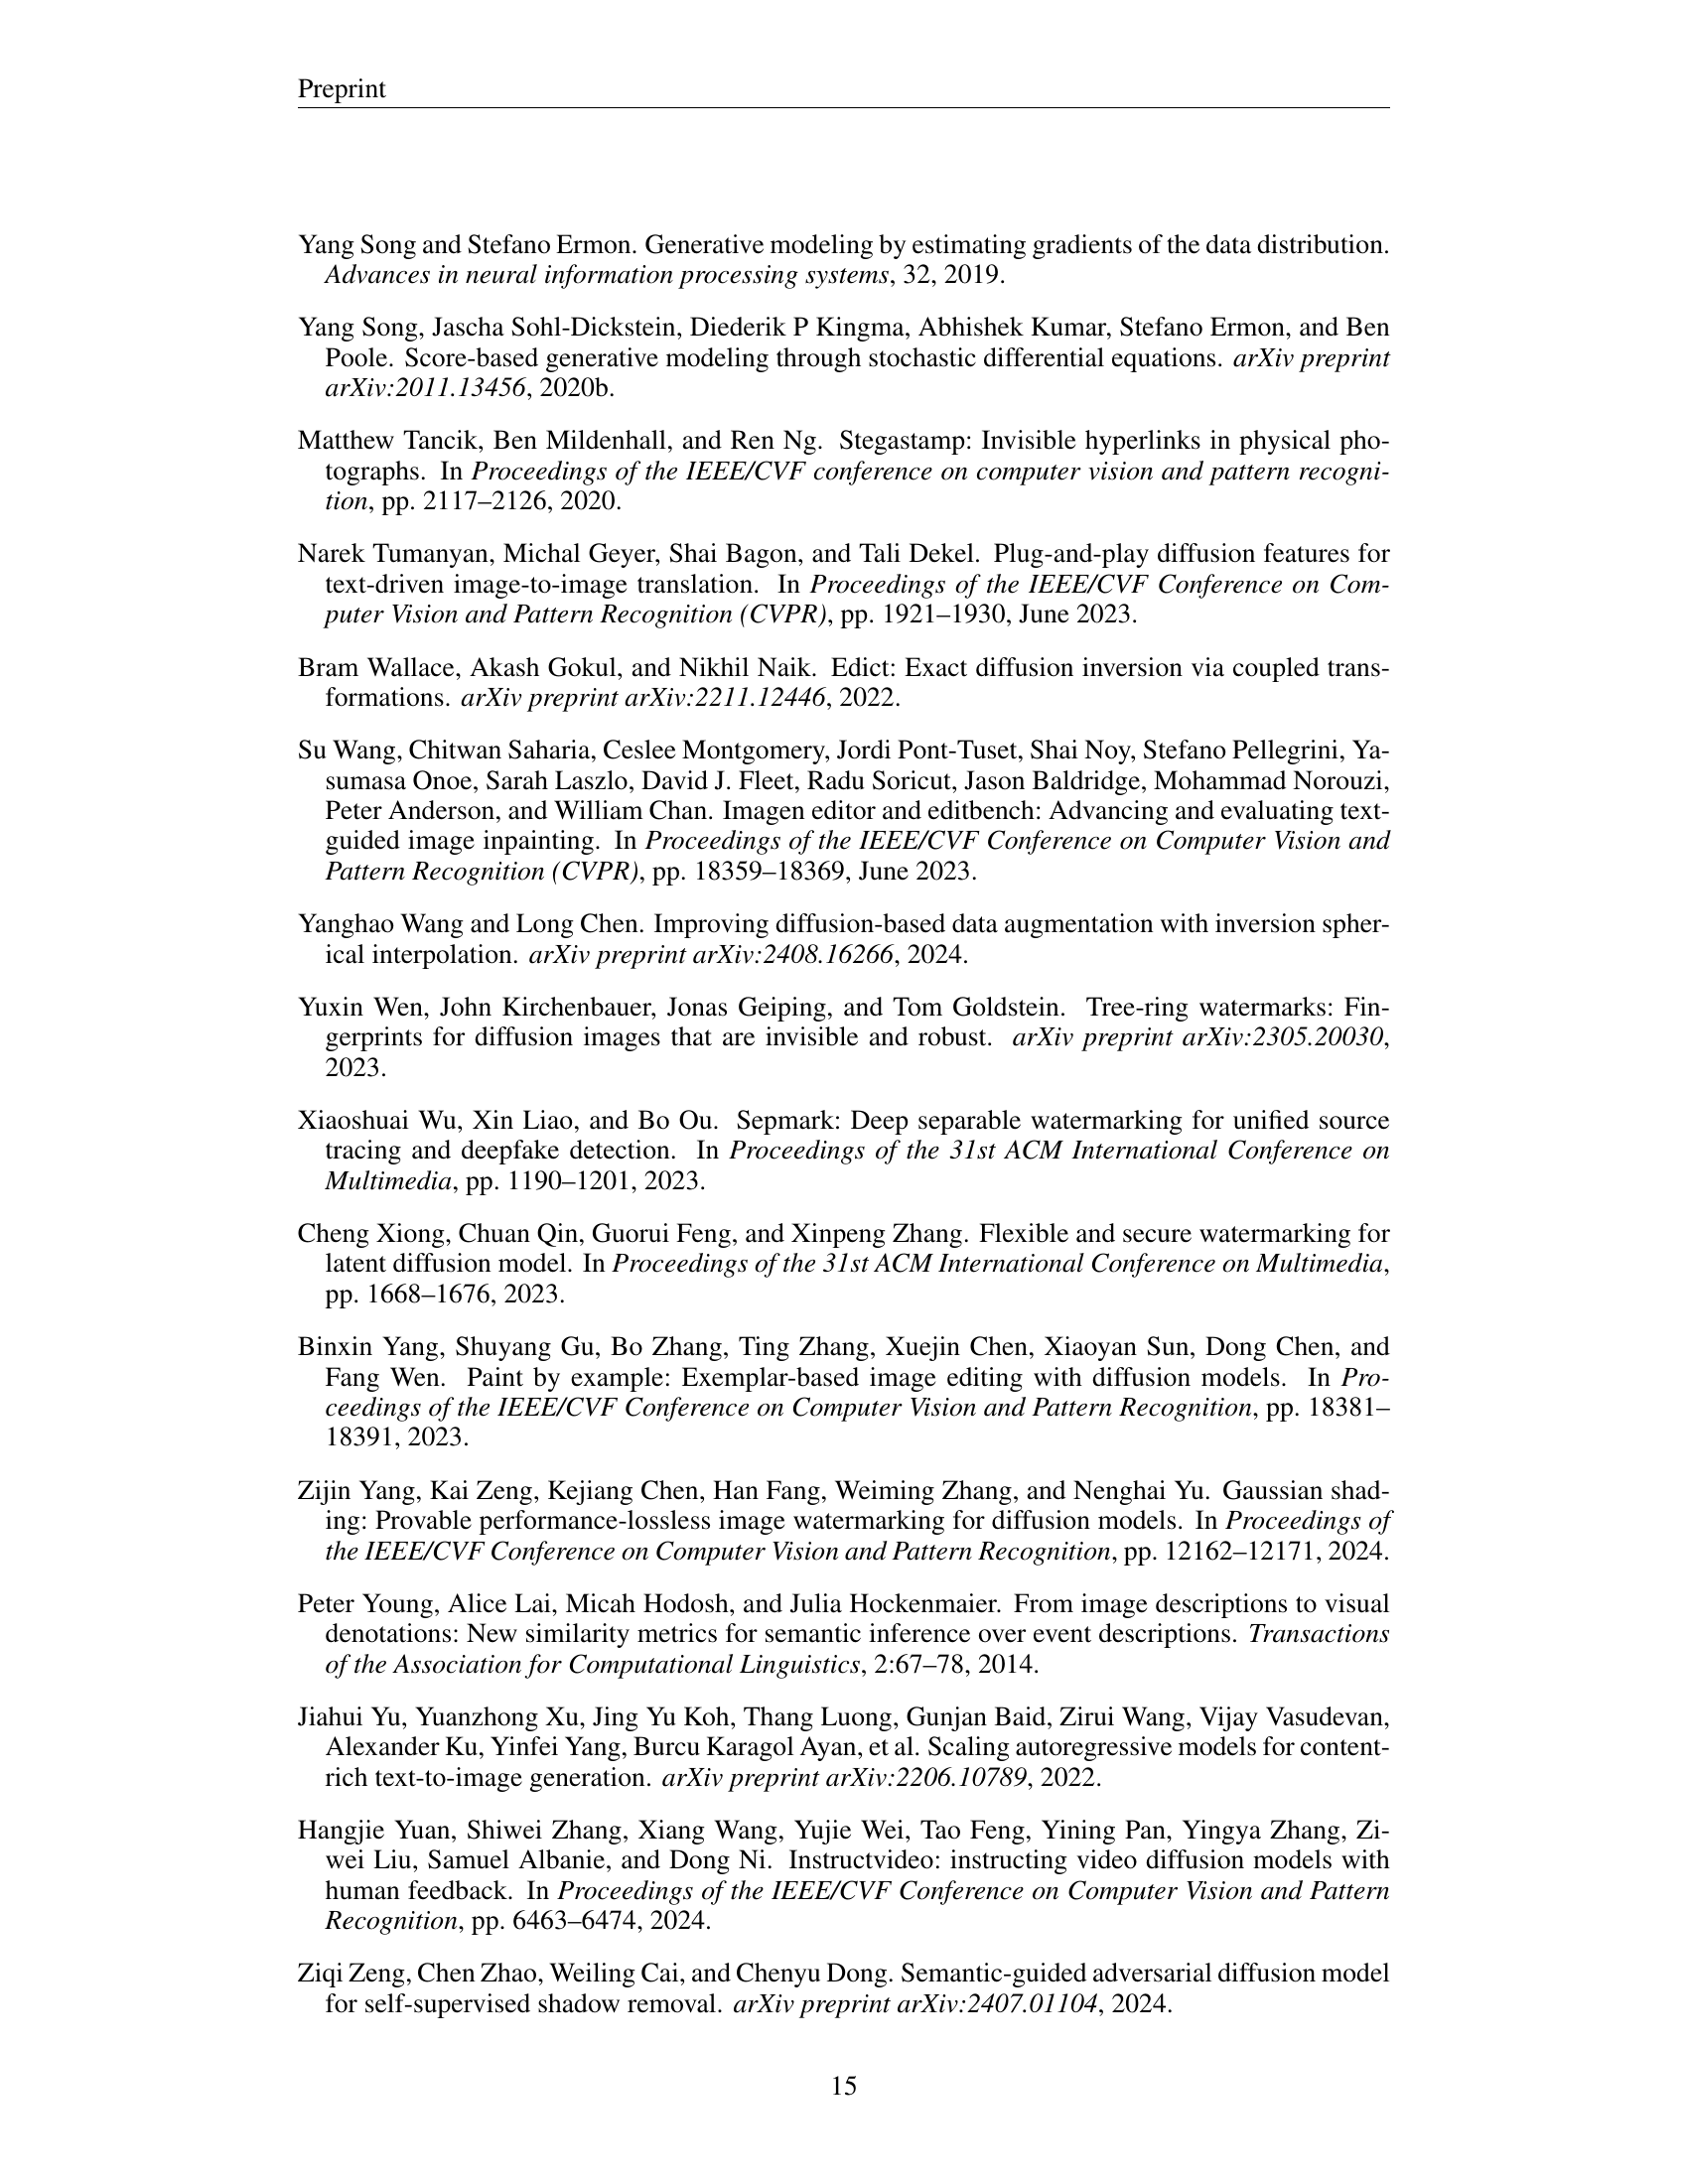 Preprint
Yang Song and Stefano Ermon. Generative modeling by estimating gradients of the data distribution.
Advances in neural information processing systems, 32, 2019.
Yang Song, Jascha Sohl-Dickstein, Diederik P Kingma, Abhishek Kumar, Stefano Ermon, and Ben
Poole. Score-based generative modeling through stochastic differential equations. arXiv preprint
arXiv:2011.13456, 2020b.
Matthew Tancik, Ben Mildenhall, and Ren Ng. Stegastamp: Invisible hyperlinks in physical pho-
tographs. In Proceedings of the IEEE/CVF conference on computer vision and pattern recogni-
tion, pp. 2117–2126, 2020.
Narek Tumanyan, Michal Geyer, Shai Bagon, and Tali Dekel. Plug-and-play diffusion features for
text-driven image-to-image translation. In Proceedings of the IEEE/CVF Conference on Com-
puter Vision and Pattern Recognition (CVPR), pp. 1921–1930, June 2023.
Bram Wallace, Akash Gokul, and Nikhil Naik. Edict: Exact diffusion inversion via coupled trans-
formations. arXiv preprint arXiv:2211.12446, 2022.
Su Wang, Chitwan Saharia, Ceslee Montgomery, Jordi Pont-Tuset, Shai Noy, Stefano Pellegrini, Ya-
sumasa Onoe, Sarah Laszlo, David J. Fleet, Radu Soricut, Jason Baldridge, Mohammad Norouzi,
Peter Anderson, and William Chan. Imagen editor and editbench: Advancing and evaluating text-
guided image inpainting. In Proceedings of the IEEE/CVF Conference on Computer Vision and
Pattern Recognition (CVPR), pp. 18359–18369, June 2023.
Yanghao Wang and Long Chen. Improving diffusion-based data augmentation with inversion spher-
ical interpolation. arXiv preprint arXiv:2408.16266, 2024.
Yuxin Wen, John Kirchenbauer, Jonas Geiping, and Tom Goldstein. Tree-ring watermarks: Fin-
gerprints for diffusion images that are invisible and robust. arXiv preprint arXiv:2305.20030,
2023.
Xiaoshuai Wu, Xin Liao, and Bo Ou. Sepmark: Deep separable watermarking for unified source
tracing and deepfake detection. In Proceedings of the 31st ACM International Conference on
Multimedia, pp. 1190–1201, 2023.
Cheng Xiong, Chuan Qin, Guorui Feng, and Xinpeng Zhang. Flexible and secure watermarking for
latent diffusion model. In Proceedings of the 31st ACM International Conference on Multimedia,
pp. 1668–1676, 2023.
Binxin Yang, Shuyang Gu, Bo Zhang, Ting Zhang, Xuejin Chen, Xiaoyan Sun, Dong Chen, and
Fang Wen. Paint by example: Exemplar-based image editing with diffusion models. In Pro-
ceedings of the IEEE/CVF Conference on Computer Vision and Pattern Recognition, pp. 18381–
18391, 2023.
Zijin Yang, Kai Zeng, Kejiang Chen, Han Fang, Weiming Zhang, and Nenghai Yu. Gaussian shad-
ing: Provable performance-lossless image watermarking for diffusion models. In Proceedings of
the IEEE/CVF Conference on Computer Vision and Pattern Recognition, pp. 12162–12171, 2024.
Peter Young, Alice Lai, Micah Hodosh, and Julia Hockenmaier. From image descriptions to visual
denotations: New similarity metrics for semantic inference over event descriptions. Transactions
of the Association for Computational Linguistics, 2:67–78, 2014.
Jiahui Yu, Yuanzhong Xu, Jing Yu Koh, Thang Luong, Gunjan Baid, Zirui Wang, Vijay Vasudevan,
Alexander Ku, Yinfei Yang, Burcu Karagol Ayan, et al. Scaling autoregressive models for content-
rich text-to-image generation. arXiv preprint arXiv:2206.10789, 2022.
Hangjie Yuan, Shiwei Zhang, Xiang Wang, Yujie Wei, Tao Feng, Yining Pan, Yingya Zhang, Zi-
wei Liu, Samuel Albanie, and Dong Ni. Instructvideo: instructing video diffusion models with
human feedback. In Proceedings of the IEEE/CVF Conference on Computer Vision and Pattern
Recognition, pp. 6463–6474, 2024.
Ziqi Zeng, Chen Zhao, Weiling Cai, and Chenyu Dong. Semantic-guided adversarial diffusion model
for self-supervised shadow removal. arXiv preprint arXiv:2407.01104, 2024.
15